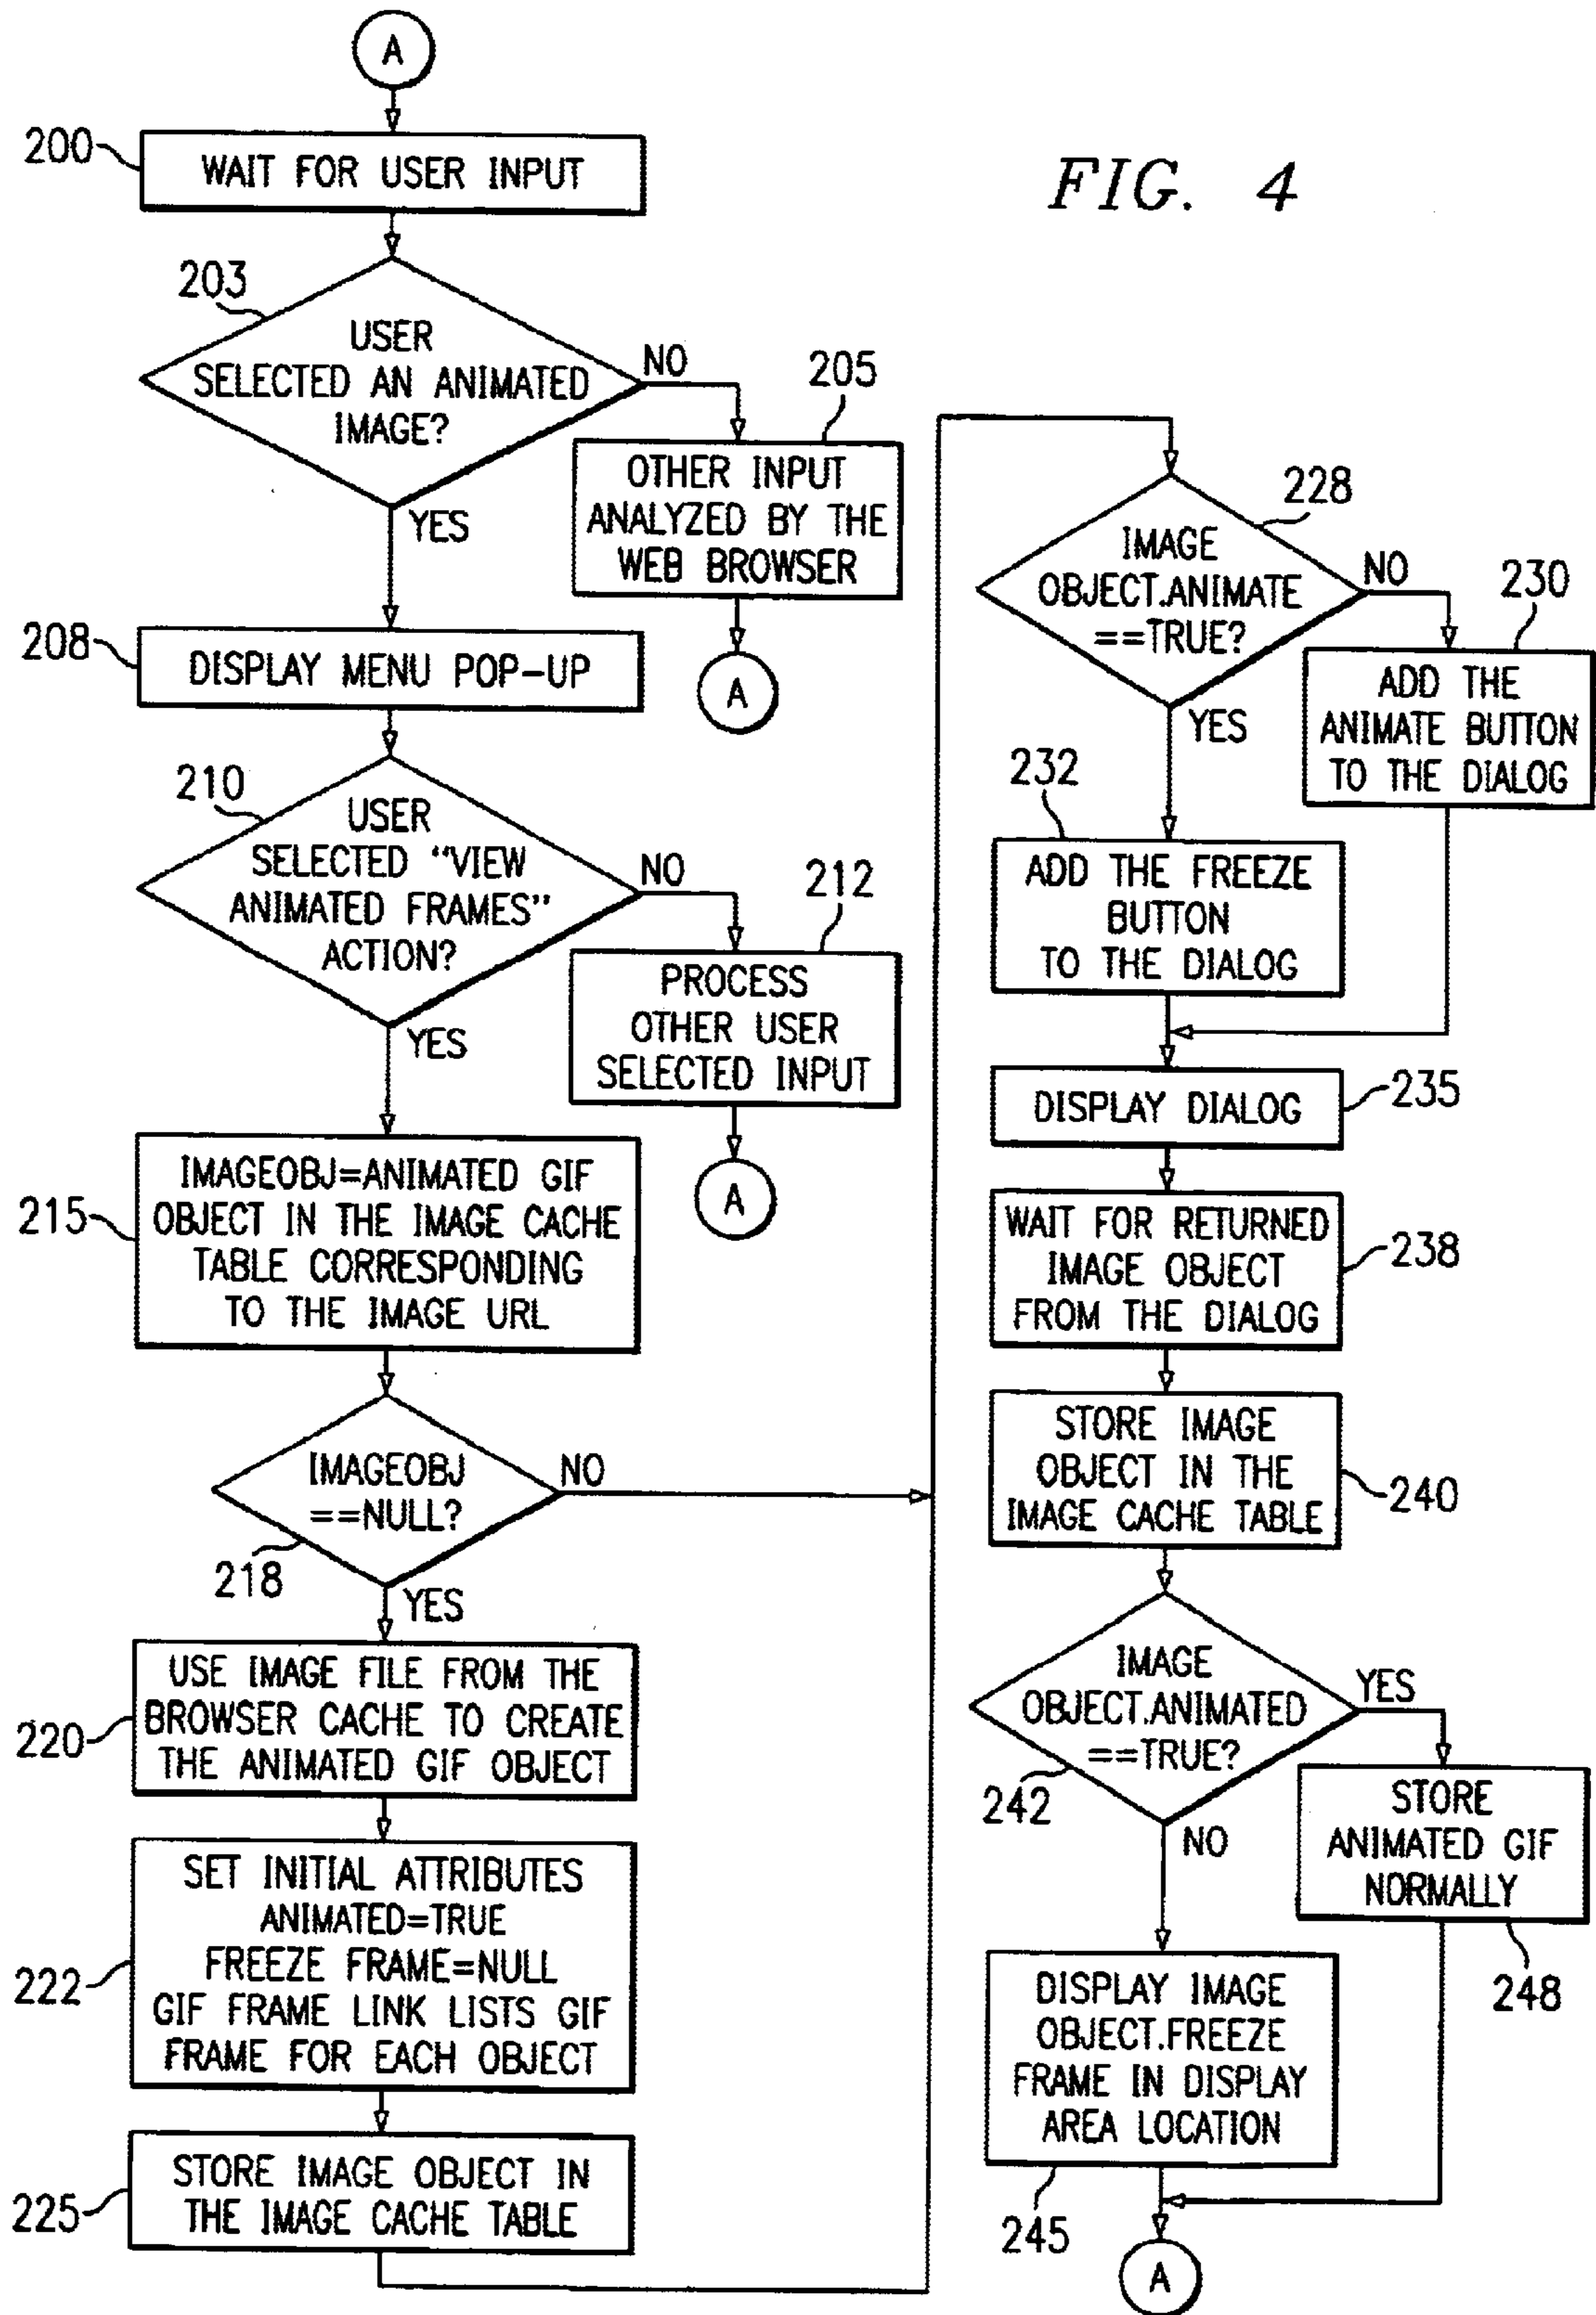 A
200
WAIT FOR USER INPUT
FIG. 4
203
USER
SELECTED AN ANIMATED
IMAGE?
NO
YES
205
OTHER INPUT
ANALYZED BY THE
WEB BROWSER
A
208
DISPLAY MENU POP-UP
210
USER
SELECTED "VIEW
ANIMATED FRAMES"
ACTION?
NO
YES
212
PROCESS
OTHER USER
SELECTED INPUT
A
215
IMAGEOBJ=ANIMATED GIF
OBJECT IN THE IMAGE CACHE
TABLE CORRESPONDING
TO THE IMAGE URL
IMAGEOBJ
==NULL?
NO
218
YES
220
USE IMAGE FILE FROM THE
BROWSER CACHE TO CREATE
THE ANIMATED GIF OBJECT
222
SET INITIAL ATTRIBUTES
ANIMATED=TRUE
FREEZE FRAME=NULL
GIF FRAME LINK LISTS GIF
FRAME FOR EACH OBJECT
225
STORE IMAGE OBJECT IN
THE IMAGE CACHE TABLE
228
IMAGE
OBJECT.ANIMATE
==TRUE?
NO
YES
230
ADD THE
ANIMATE BUTTON
TO THE DIALOG
232
ADD THE FREEZE
BUTTON
TO THE DIALOG
DISPLAY DIALOG
235
WAIT FOR RETURNED
IMAGE OBJECT
FROM THE DIALOG
238
STORE IMAGE
OBJECT IN THE
IMAGE CACHE TABLE
240
IMAGE
OBJECT.ANIMATED
==TRUE?
YES
242
NO
STORE
ANIMATED GIF
NORMALLY
248
DISPLAY IMAGE
OBJECT.FREEZE
FRAME IN DISPLAY
AREA LOCATION
245
A